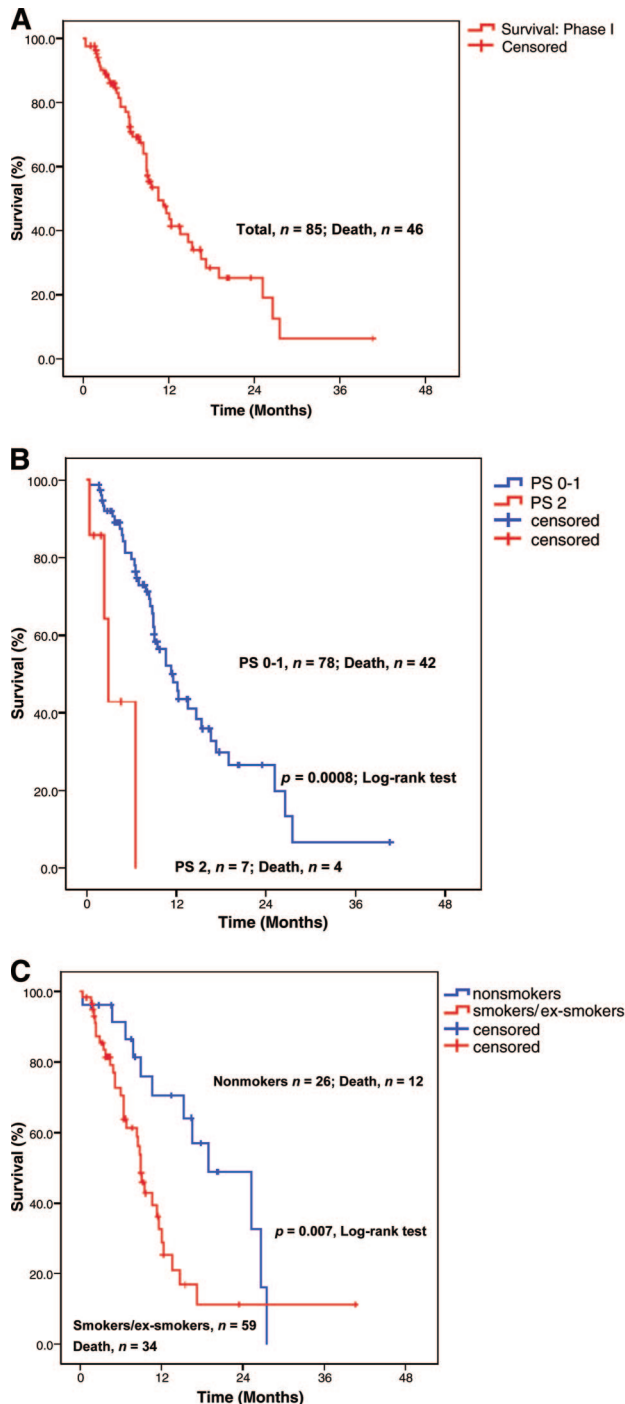 A
Survival: Phase I
Censored
100.0
80.0
60.0
40.0
20.0
0.0
Survival (%)
Total, n = 85; Death, n = 46
0 12 24 36 48
Time (Months)
B
PS 0-1
PS 2
censored
censored
100.0
80.0
60.0
40.0
20.0
0.0
Survival (%)
PS 0-1, n = 78; Death, n = 42
p = 0.0008; Log-rank test
PS 2, n = 7; Death, n = 4
0 12 24 36 48
Time (Months)
C
nonsmokers
smokers/ex-smokers
censored
censored
100.0
80.0
60.0
40.0
20.0
0.0
Survival (%)
Nonmokers n = 26; Death, n = 12
p = 0.007, Log-rank test
Smokers/ex-smokers, n = 59
Death, n = 34
0 12 24 36 48
Time (Months)